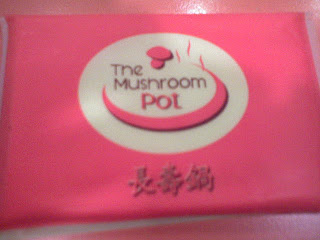 The
Mushroom
Pot
長壽鍋